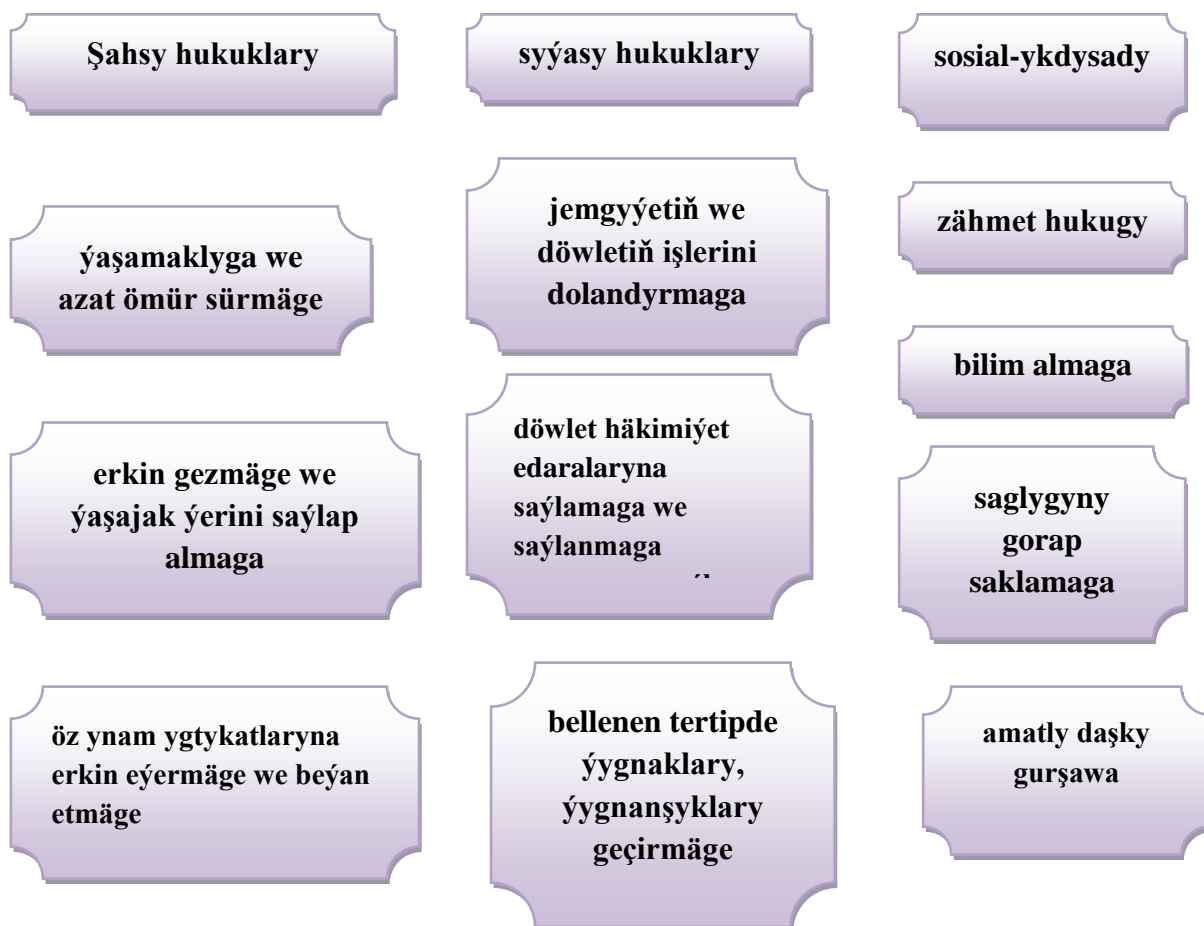 Şahsy hukuklary
syýasy hukuklary
sosial-ykdysady
ýaşamaklyga we
azat ömür sürmäge
jemgyýetiň we
döwletiň işlerini
dolandyrmaga
zähmet hukugy
bilim almaga
erkin gezmäge we
ýaşajak ýerini saýlap
almaga
döwlet häkimiýet
edaralaryna
saýlamaga we
saýlanmaga
saglygyny
gorap
saklamaga
öz ynam ygtykatlaryna
erkin eýermäge we beýan
etmäge
bellenen tertipde
ýygnaklary,
ýygnanşyklary
geçirmäge
amatly daşky
gurşawa